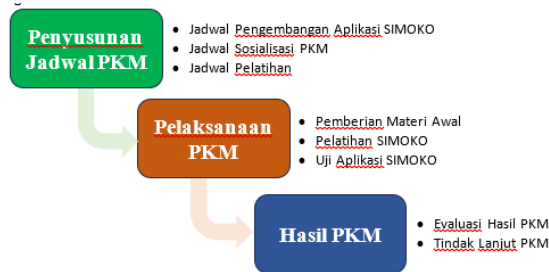 Penyusunan
Jadwal PKM
• Jadwal Pengembangan Aplikasi SIMOKO
• Jadwal Sosialisasi PKM
• Jadwal Pelatihan
Pelaksanaan
PKM
• Pemberian Materi Awal
• Pelatihan SIMOKO
• Uji Aplikasi SIMOKO
Hasil PKM
• Evaluasi Hasil PKM
• Tindak Lanjut PKM